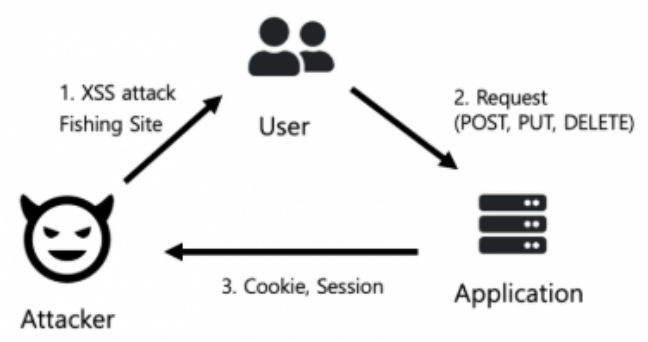 1. XSS attack
Fishing Site
User
2. Request
(POST, PUT, DELETE)
3. Cookie, Session
Application
Attacker